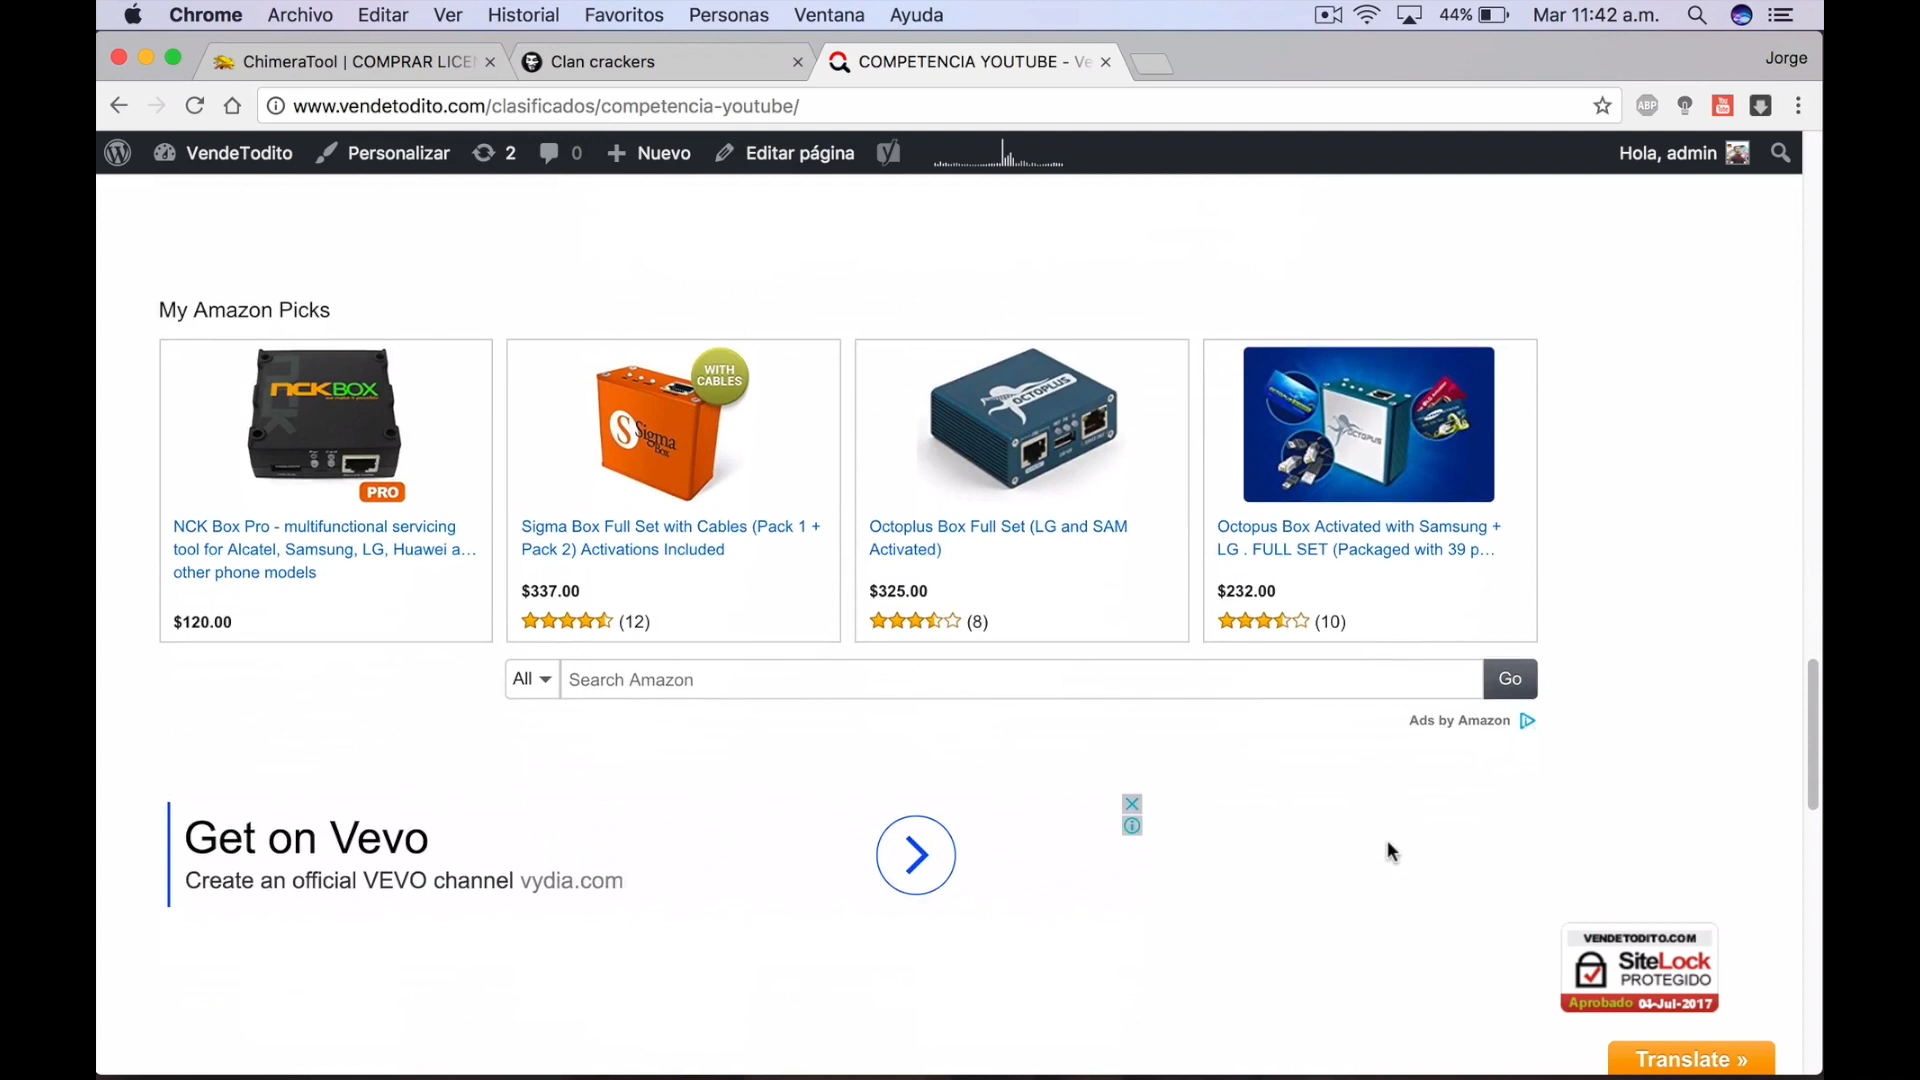 Chrome Archivo Editar Ver Historial Favoritos Personas Ventana Ayuda 44% Mar 11:42 a.m.
ChimeraTool | COMPRAR LICEN
Clan crackers
COMPETENCIA YOUTUBE - Ve
Jorge
www.vendetodito.com/clasificados/competencia-youtube/
ABP
You Tube
VendeTodito Personalizar 2 0 Nuevo Editar página Hola, admin
My Amazon Picks
nck
NCKBOX
PRO
NCK Box Pro - multifunctional servicing
tool for Alcatel, Samsung, LG, Huawei a…
other phone models
$120.00
WITH
CABLES
Sigma
Box
Sigma Box Full Set with Cables (Pack 1 +
Pack 2) Activations Included
$337.00
(12)
OCTOPLUS
Octoplus Box Full Set (LG and SAM
Activated)
$325.00
(8)
OCTOPUS
Octopus Box Activated with Samsung +
LG . FULL SET (Packaged with 39 p…
$232.00
(10)
All
Search Amazon
Go
Ads by Amazon
Get on Vevo
Create an official VEVO channel vydia.com
VENDETODITO.COM
SiteLock
PROTEGIDO
Aprobado 04-Jul-2017
Translate »